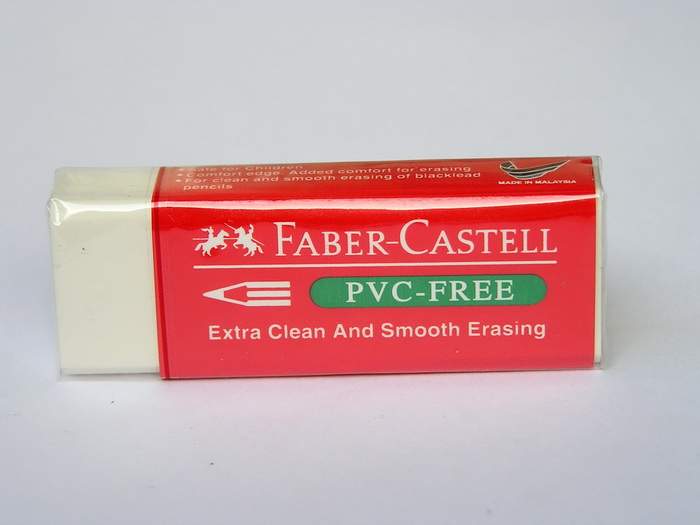 • Safe for Children
• Comfort edge. Added comfort for erasing
• For clean and smooth erasing of blacklead
pencils
MADE IN MALAYSIA
FABER-CASTELL
PVC-FREE
Extra Clean And Smooth Erasing